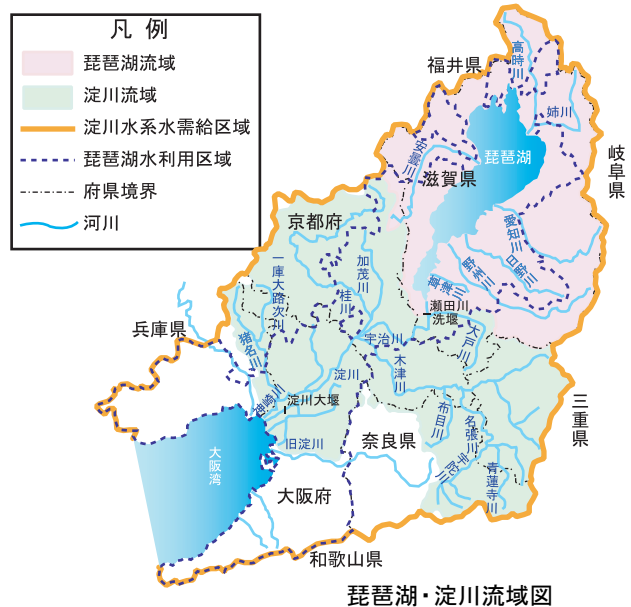 凡例
琵琶湖流域
淀川流域
淀川水系水需給区域
琵琶湖水利用区域
府県境界
河川
福井県
高時川
姉川
安曇川
琵琶湖
岐阜県
滋賀県
京都府
愛知川
日野川
野洲川
草津川
一庫大路次川
加茂川
桂川
瀬田川
洗堰
大戸川
兵庫県
猪名川
宇治川
木津川
淀川
神崎川
淀川大堰
三重県
布目川
名張川
宇陀川
旧淀川
奈良県
大阪湾
青蓮寺川
大阪府
和歌山県
琵琶湖・淀川流域図